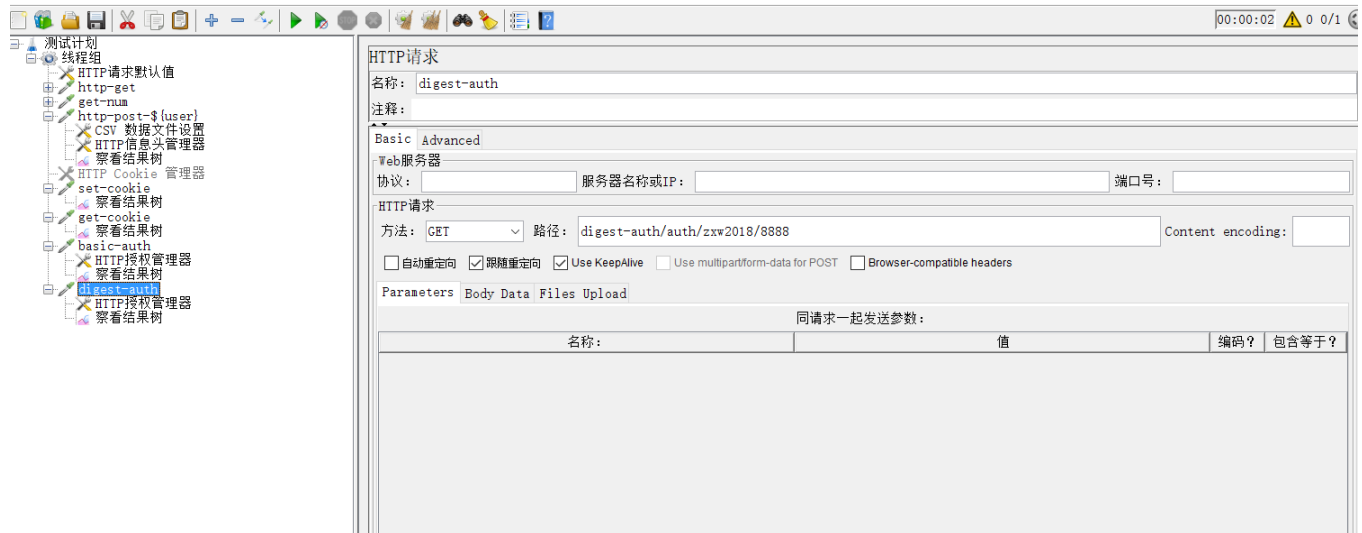 00:00:02 0 0/1
测试计划
线程组
HTTP请求默认值
http-get
get-num
http-post-${user}
CSV 数据文件设置
HTTP信息头管理器
察看结果树
HTTP Cookie 管理器
set-cookie
察看结果树
get-cookie
察看结果树
basic-auth
HTTP授权管理器
察看结果树
digest-auth
HTTP授权管理器
察看结果树
HTTP请求
名称： digest-auth
注释：
Basic Advanced
Web服务器
协议： 服务器名称或IP： 端口号：
HTTP请求
方法： GET 路径： digest-auth/auth/zxw2018/8888 Content encoding:
自动重定向 跟随重定向 Use KeepAlive Use multipart/form-data for POST Browser-compatible headers
Parameters Body Data Files Upload
同请求一起发送参数：
名称： 值 编码？ 包含等于？